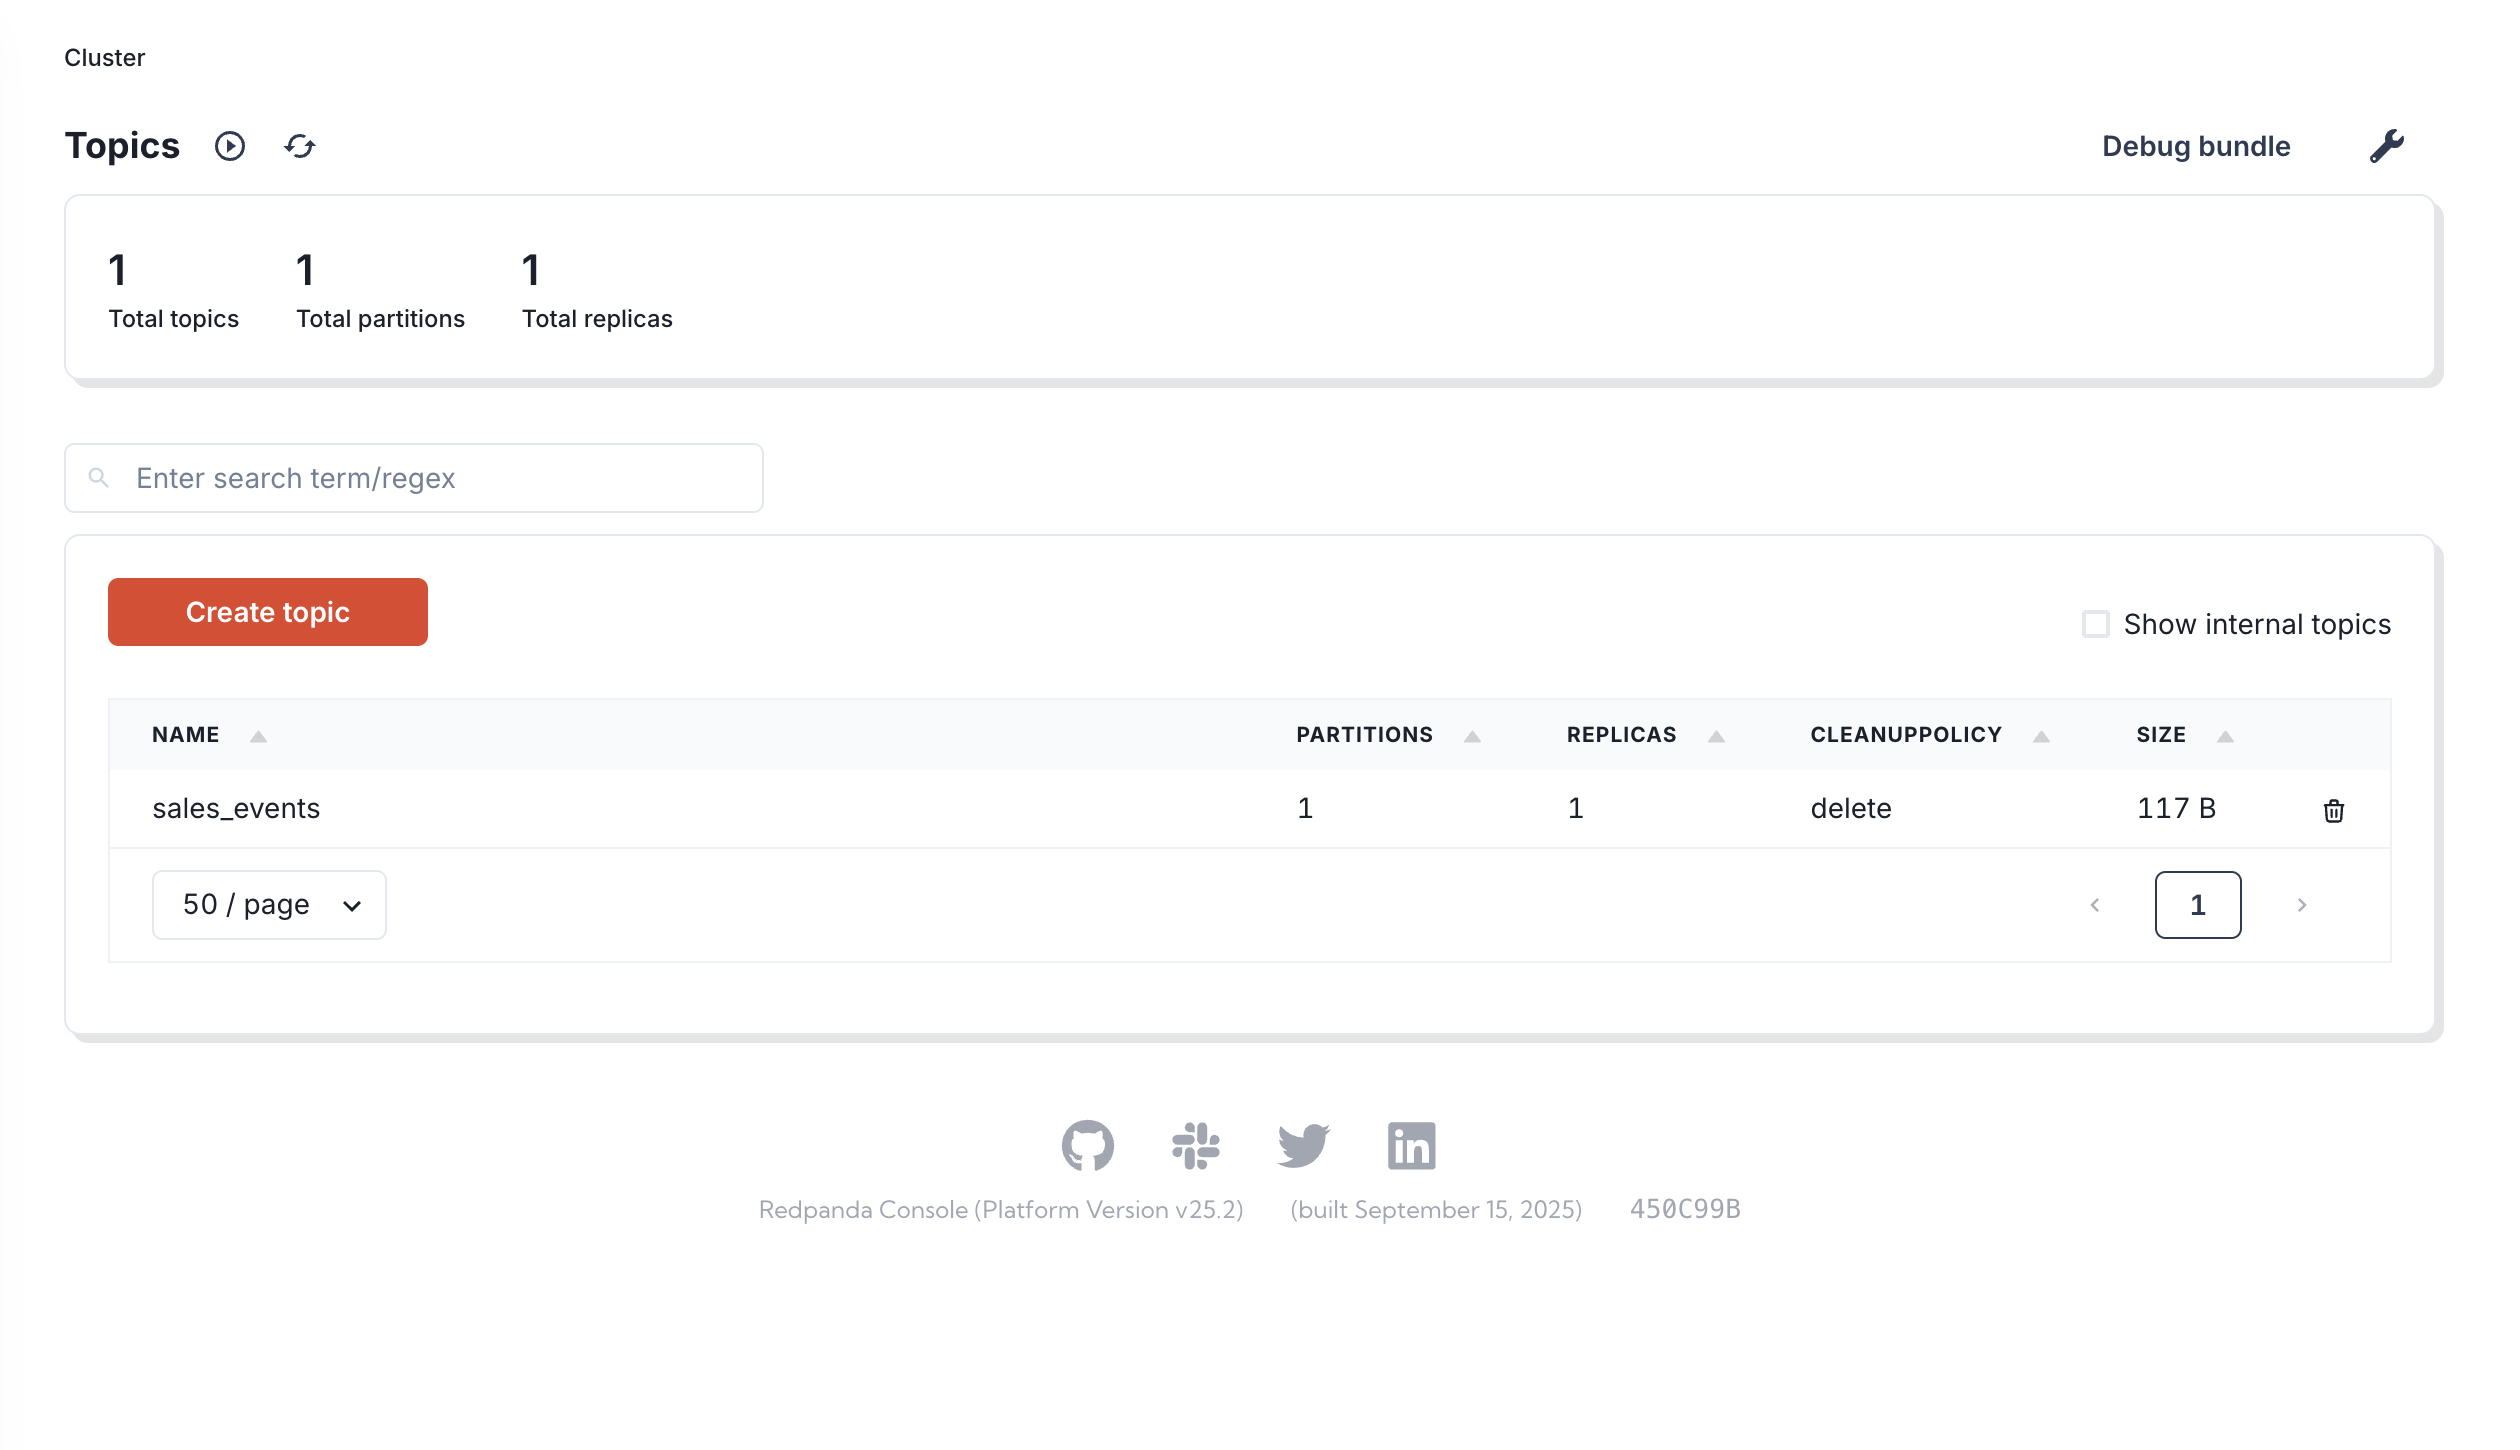 Cluster
Topics Debug bundle
1 1 1
Total topics Total partitions Total replicas
Enter search term/regex
Create topic
Show internal topics
NAME PARTITIONS REPLICAS CLEANUPPOLICY SIZE
sales_events 1 1 delete 117 B
50 / page 1
Redpanda Console (Platform Version v25.2) (built September 15, 2025) 450C99B